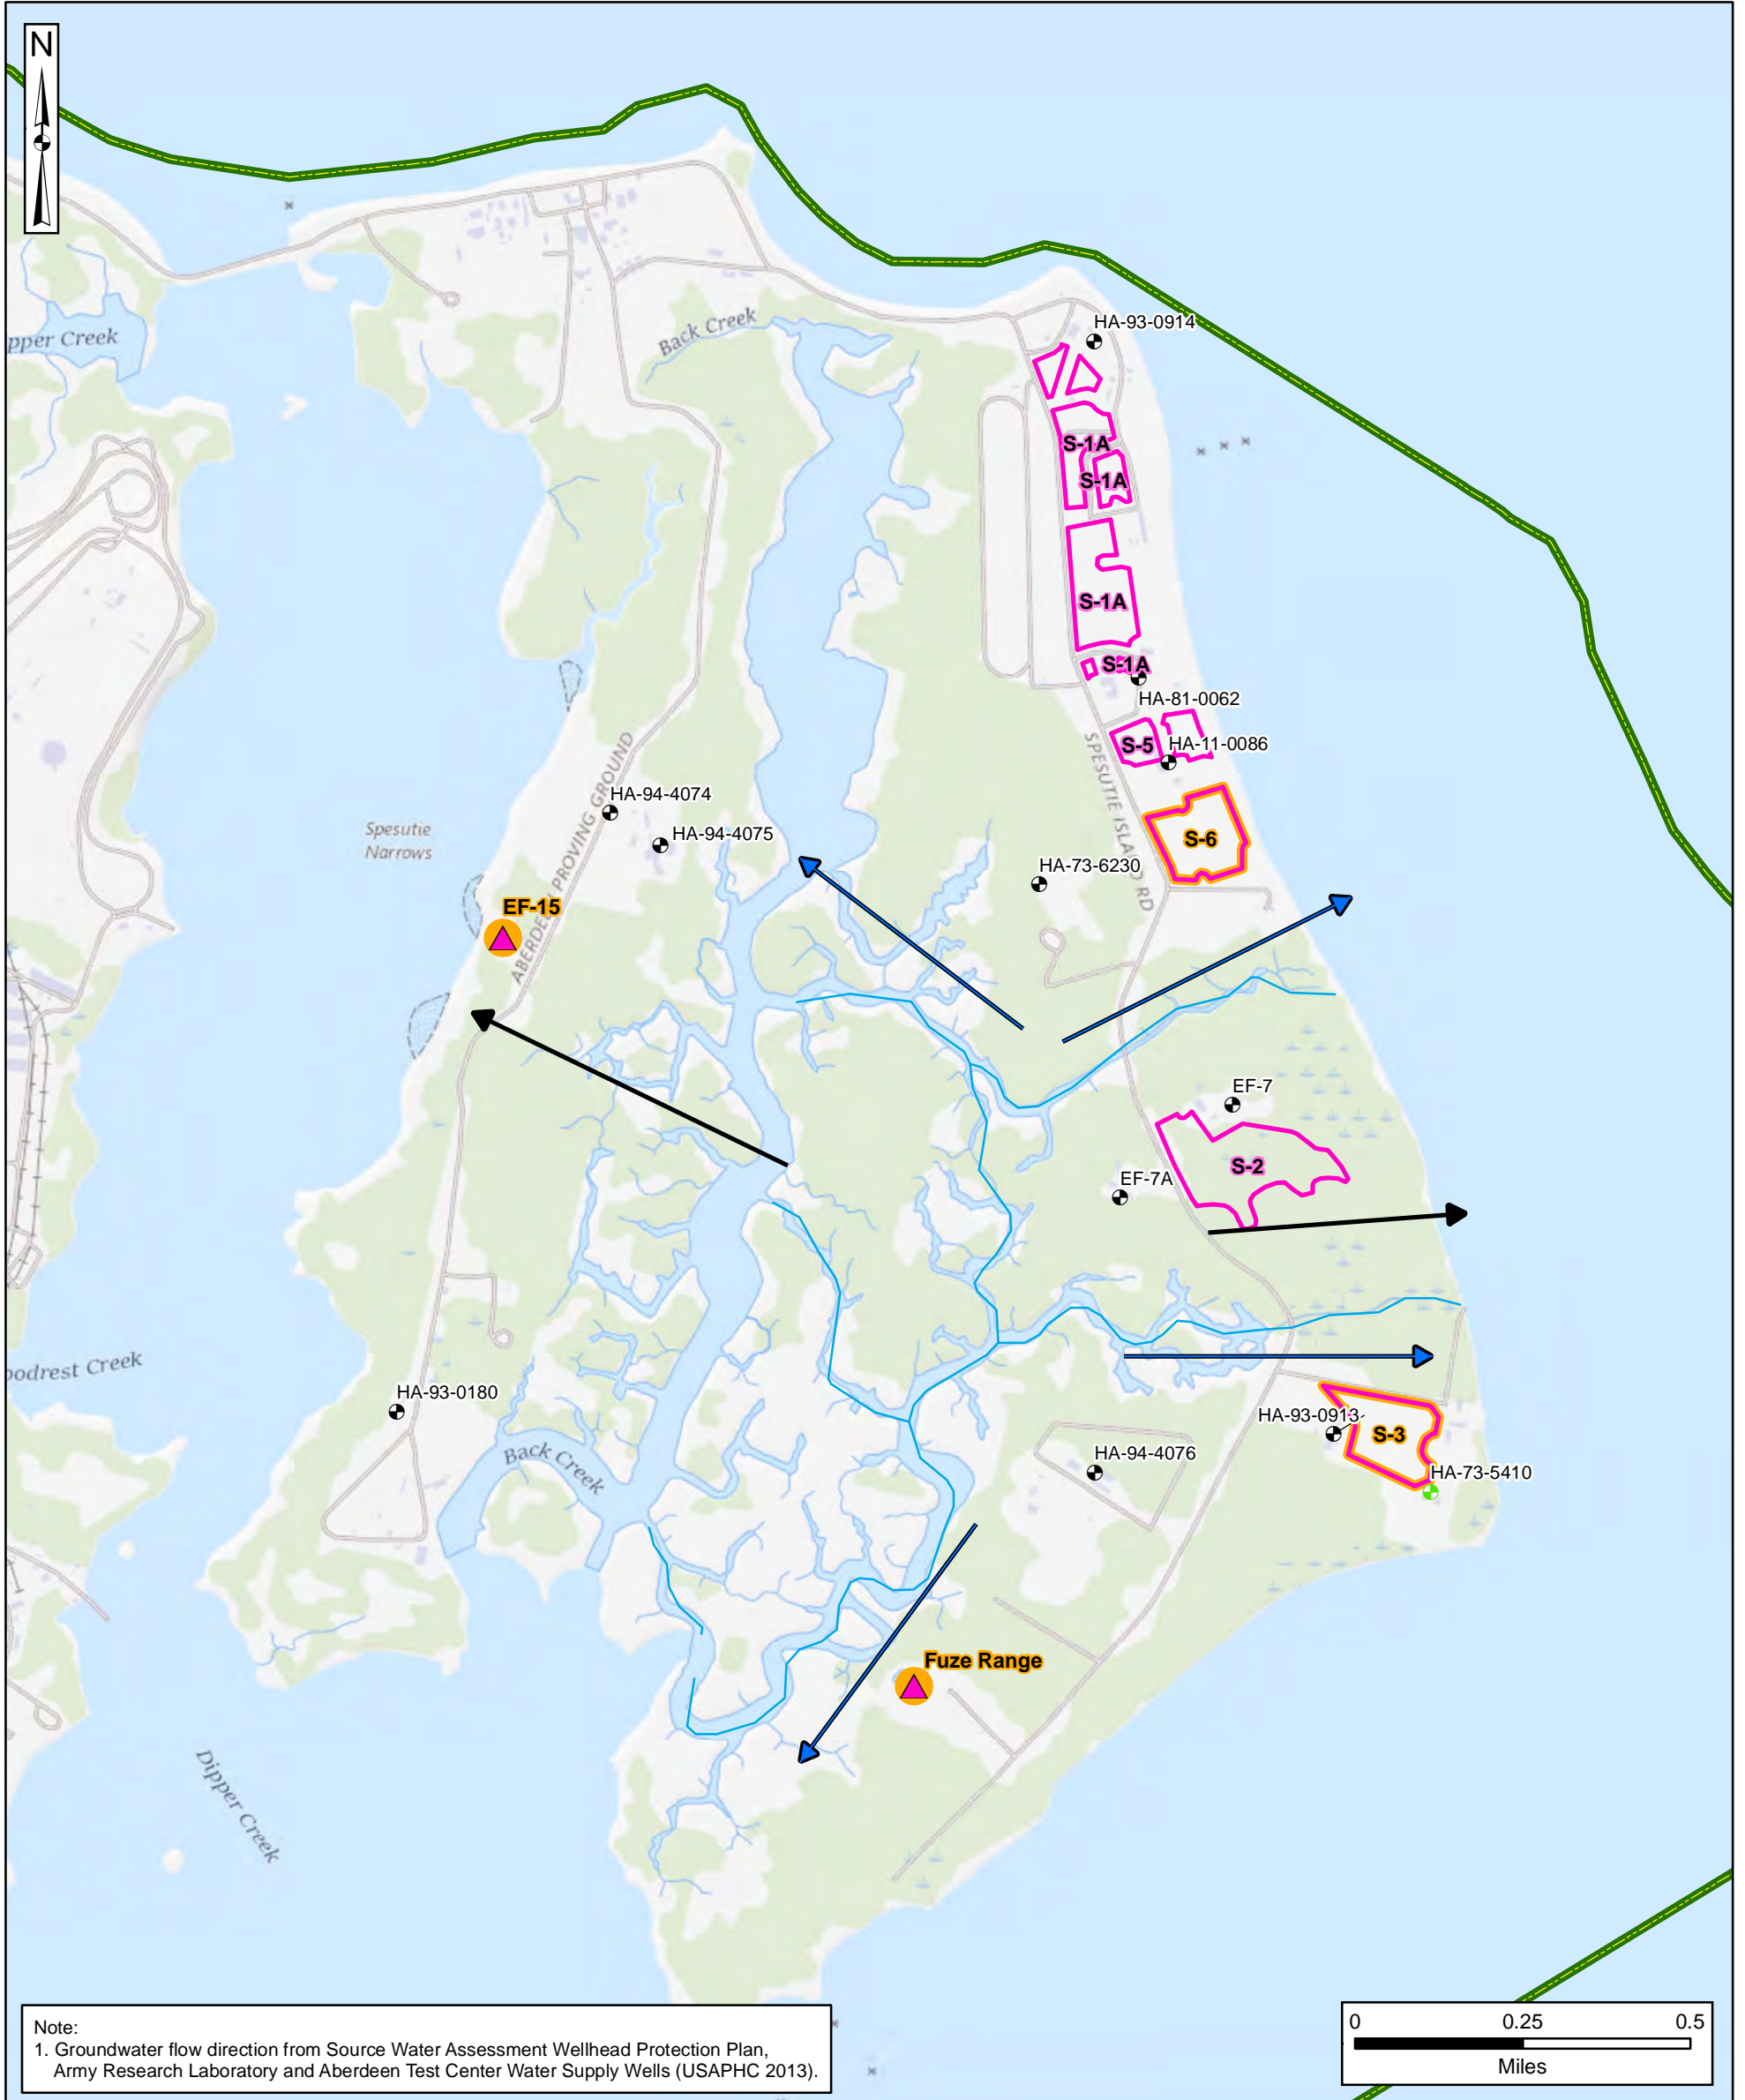 N
Back Creek
pper Creek
HA-93-0914
S-1A
S-1A
S-1A
S-1A
HA-81-0062
S-5
HA-11-0086
SPESUTIE ISLAND RD
HA-94-4074
HA-94-4075
Spesutie
Narrows
S-6
HA-73-6230
EF-15
ABERDEEN PROVING GROUND
EF-7
S-2
EF-7A
oodrest Creek
HA-93-0180
HA-93-0913
S-3
Back Creek
HA-94-4076
HA-73-5410
Fuze Range
Dipper Creek
Note:
1. Groundwater flow direction from Source Water Assessment Wellhead Protection Plan,
Army Research Laboratory and Aberdeen Test Center Water Supply Wells (USAPHC 2013).
0 0.25 0.5
Miles